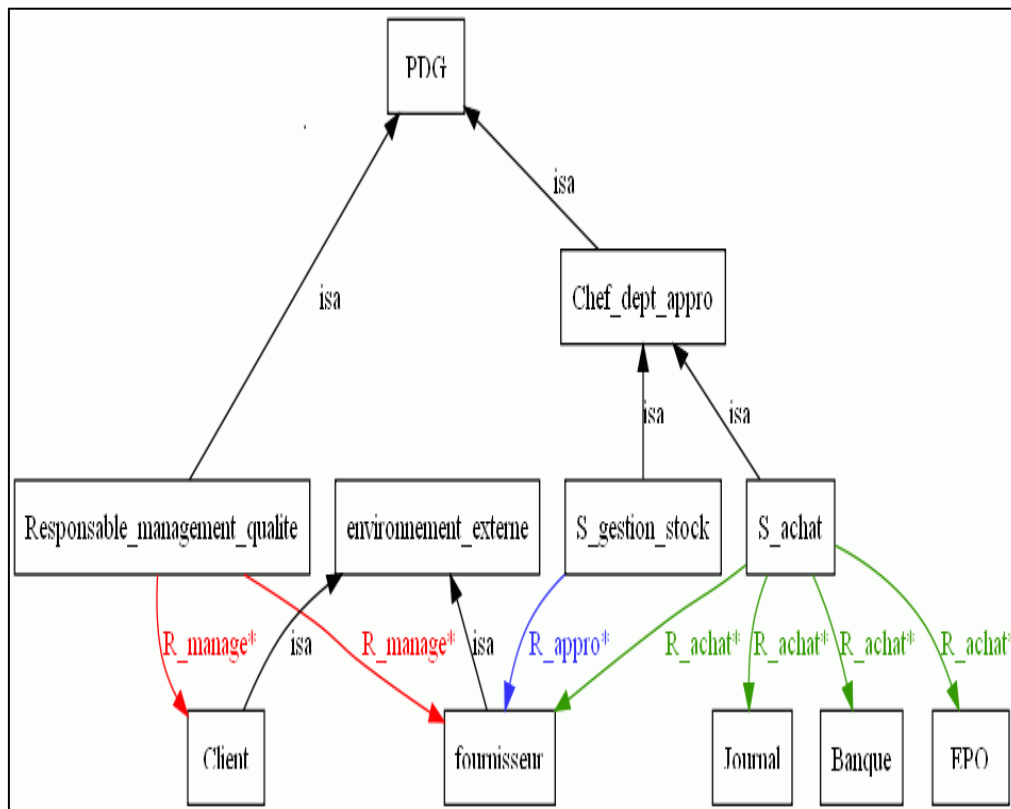 PDG
isa
isa
Chef_dept_appro
isa
isa
Responsable_management_qualite
environnement_externe
S_gestion_stock
S_achat
R_manage*
isa
R_manage*
isa
R_appro*
R_achat*
R_achat*
R_achat*
R_achat*
Client
fournisseur
Journal
Banque
EPO